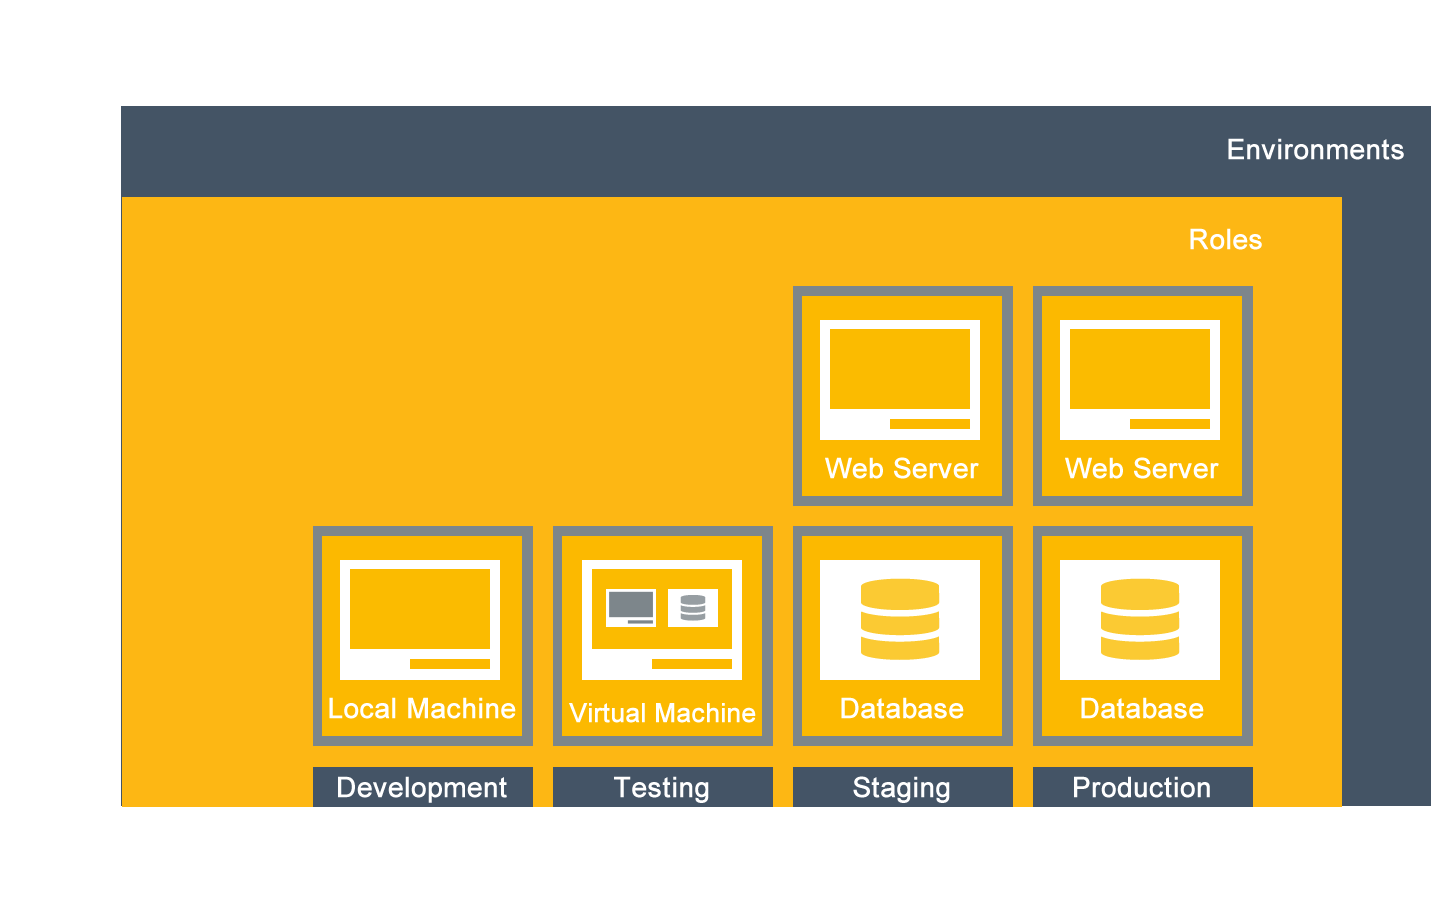 Environments
Roles
Web Server
Web Server
Local Machine
Virtual Machine
Database
Database
Development
Testing
Staging
Production